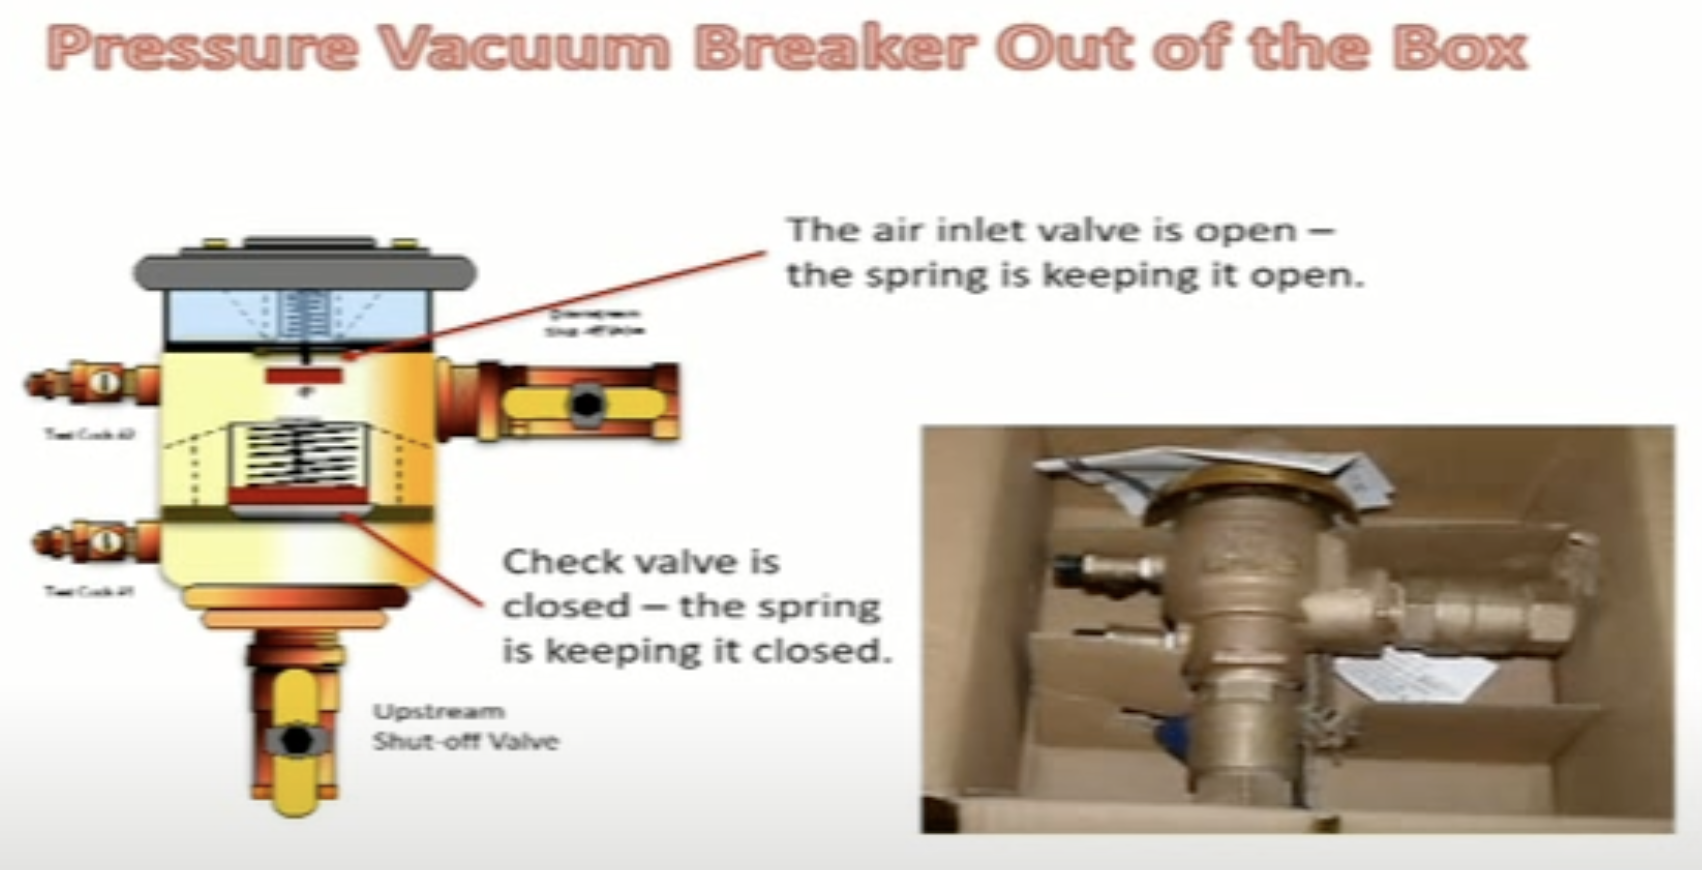 Pressure Vacuum Breaker Out of the Box
The air inlet valve is open –
the spring is keeping it open.
Check valve is
closed – the spring
is keeping it closed.
Upstream
Shut-off Valve